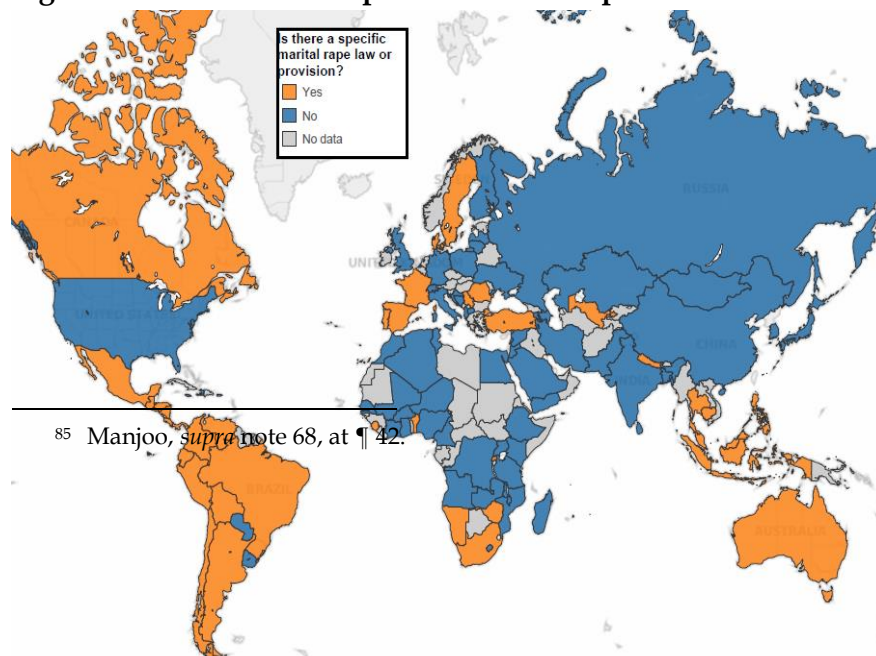 Is there a specific
marital rape law or
provision?
Yes
No
No data
CANADA
RUSSIA
UNITED STATES
CHINA
INDIA
85 Manjoo, supra note 68, at ¶ 42.
BRAZIL
AUSTRALIA